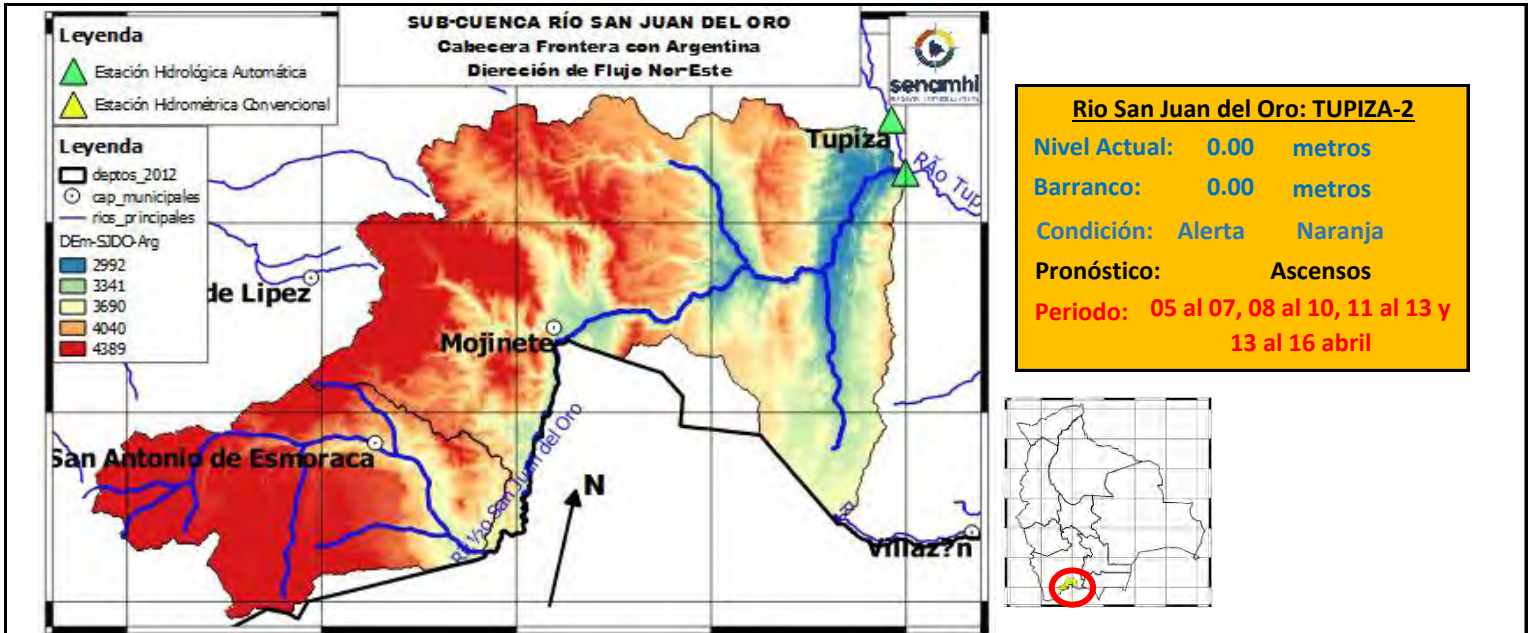 SUB-CUENCA RÍO SAN JUAN DEL ORO
Cabecera Frontera con Argentina
Diercción de Flujo Nor-Este
Leyenda
Estación Hidrológica Automática
Estación Hidrométrica Convencional
senamhi
Leyenda
deptos_2012
cap_municipales
rios_principales
DEm-SJDO-Arg
2992
3341
3690
4040
4389
Tupiza
RÃ­o Tup
de Lipez
Mojinete
San Antonio de Esmoraca
San Juan del Oro
N
Villaz?n
Rio San Juan del Oro: TUPIZA-2
Nivel Actual: 0.00 metros
Barranco: 0.00 metros
Condición: Alerta Naranja
Pronóstico: Ascensos
Periodo: 05 al 07, 08 al 10, 11 al 13 y
13 al 16 abril